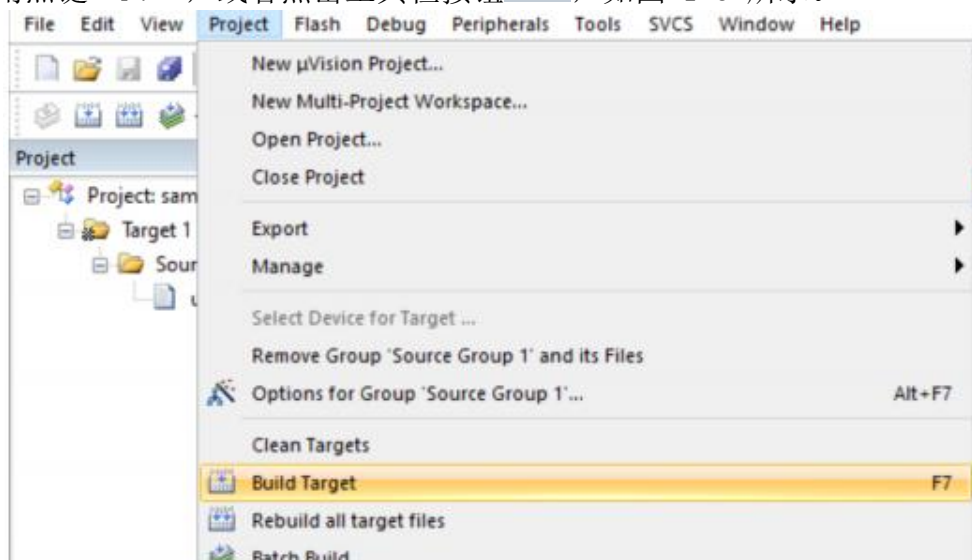 File Edit View Project Flash Debug Peripherals Tools SVCS Window Help
New µVision Project...
New Multi-Project Workspace...
Open Project...
Project
Close Project
Project: sam
Target 1
Export
Sour
Manage
Select Device for Target ...
Remove Group 'Source Group 1' and its Files
Options for Group 'Source Group 1'... Alt+F7
Clean Targets
Build Target F7
Rebuild all target files
Batch Build